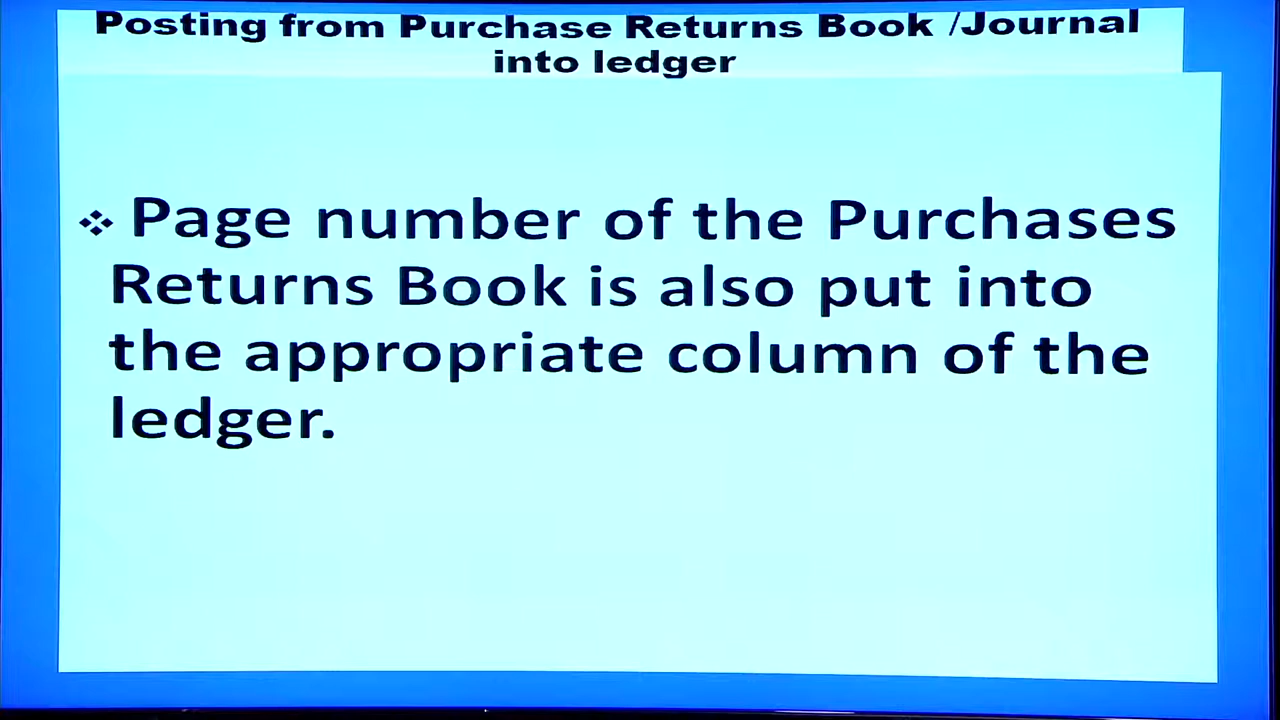 Posting from Purchase Returns Book /Journal
into ledger
❖ Page number of the Purchases
Returns Book is also put into
the appropriate column of the
ledger.